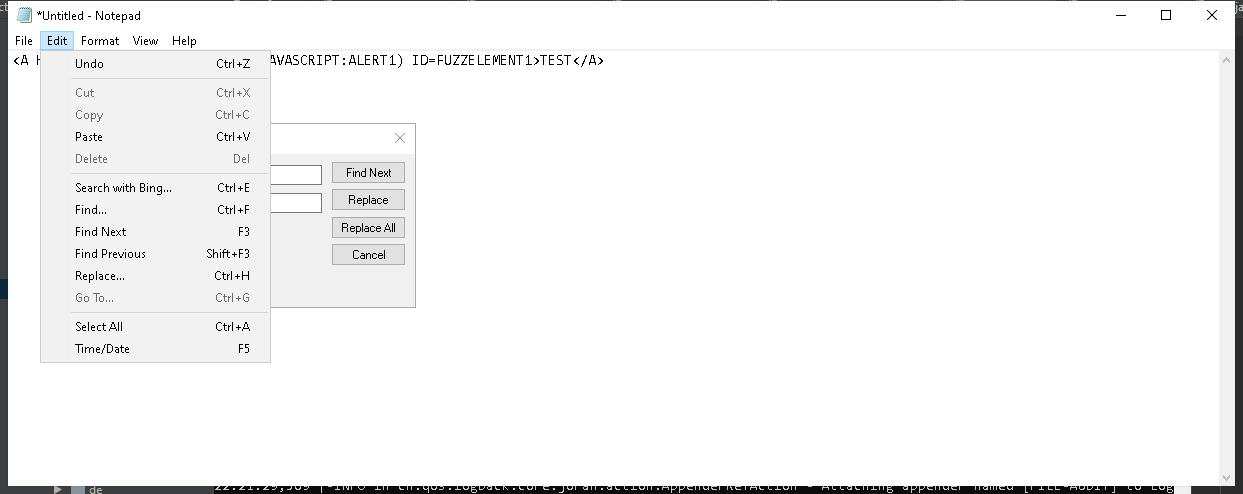 *Untitled - Notepad
File Edit Format View Help
<A H AVASCRIPT:ALERT1) ID=FUZZELEMENT1>TEST</A>
Undo Ctrl+Z
Cut Ctrl+X
Copy Ctrl+C
Paste Ctrl+V
Delete Del
Search with Bing... Ctrl+E
Find... Ctrl+F
Find Next F3
Find Previous Shift+F3
Replace... Ctrl+H
Go To... Ctrl+G
Select All Ctrl+A
Time/Date F5
Find Next
Replace
Replace All
Cancel
de
22:21:29,569 |-INFO in ch.qos.logback.core.joran.action.AppenderRefAction - Attaching appender named [FILE-AUDIT] to Log